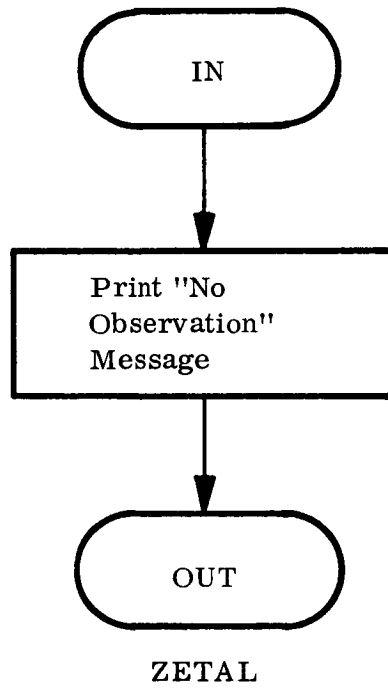 IN
Print "No
Observation"
Message
OUT
ZETAL